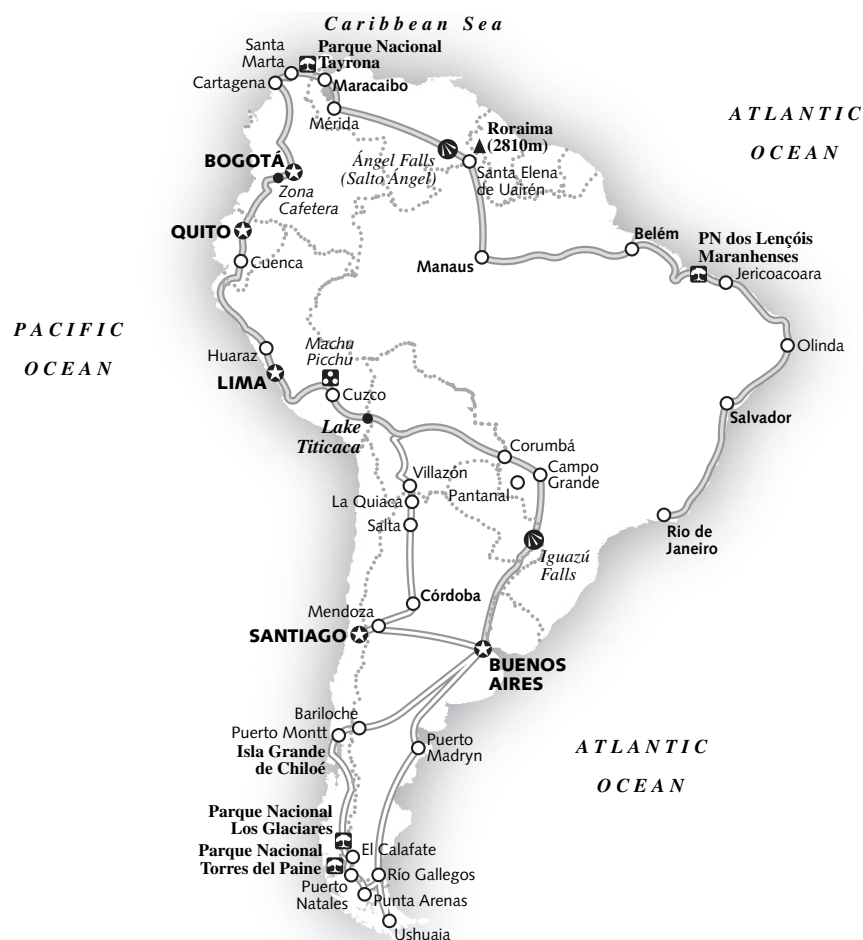 Caribbean Sea
Santa
Marta
Parque Nacional
Tayrona
Cartagena
Maracaibo
Mérida
ATLANTIC
OCEAN
Roraima
(2810m)
Ángel Falls
(Salto Ángel)
Santa Elena
de Uairén
BOGOTÁ
Zona
Cafetera
QUITO
Cuenca
Manaus
Belém
PN dos Lençóis
Maranhenses
Jericoacoara
PACIFIC
OCEAN
Huaraz
LIMA
Machu
Picchu
Cuzco
Olinda
Salvador
Lake
Titicaca
Corumbá
Campo
Grande
Villazón
Pantanal
La Quiaca
Salta
Rio de
Janeiro
Iguazú
Falls
Córdoba
Mendoza
SANTIAGO
BUENOS
AIRES
Bariloche
Puerto Montt
Isla Grande
de Chiloé
Puerto
Madryn
ATLANTIC
OCEAN
Parque Nacional
Los Glaciares
Parque Nacional
Torres del Paine
El Calafate
Río Gallegos
Puerto
Natales
Punta Arenas
Ushuaia